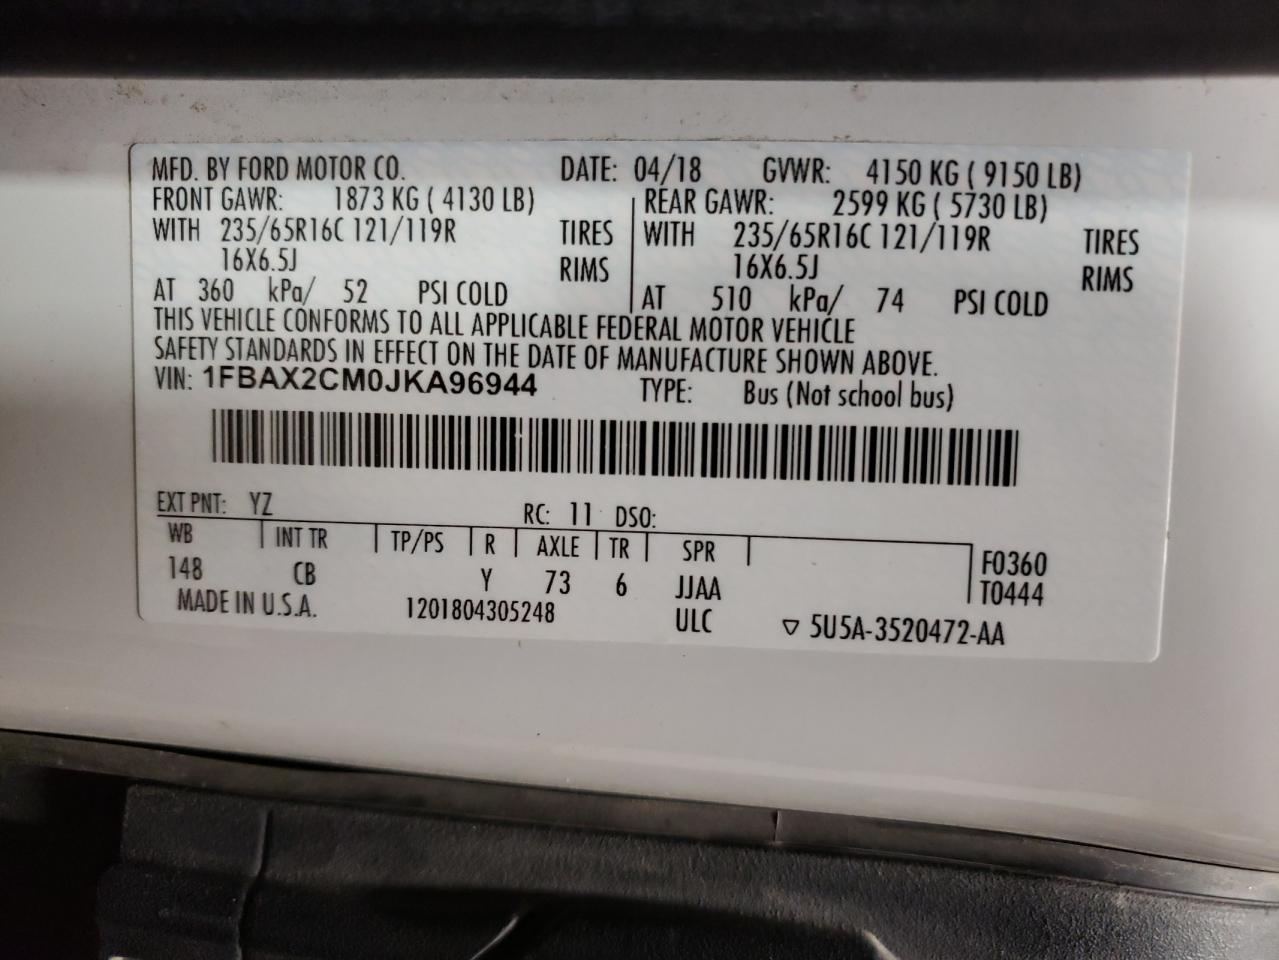 MFD. BY FORD MOTOR CO. DATE: 04/18 GVWR: 4150 KG ( 9150 LB)
FRONT GAWR: 1873 KG ( 4130 LB) REAR GAWR: 2599 KG ( 5730 LB)
WITH 235/65R16C 121/119R TIRES WITH 235/65R16C 121/119R TIRES
16X6.5J RIMS 16X6.5J RIMS
AT 360 kPa/ 52 PSI COLD AT 510 kPa/ 74 PSI COLD
THIS VEHICLE CONFORMS TO ALL APPLICABLE FEDERAL MOTOR VEHICLE
SAFETY STANDARDS IN EFFECT ON THE DATE OF MANUFACTURE SHOWN ABOVE.
VIN: 1FBAX2CM0JKA96944 TYPE: Bus (Not school bus)
EXT PNT: YZ RC: 11 DSO:
WB INT TR TP/PS R AXLE TR SPR F0360
148 CB Y 73 6 JJAA T0444
MADE IN U.S.A. 1201804305248 ULC ▽ 5U5A-3520472-AA